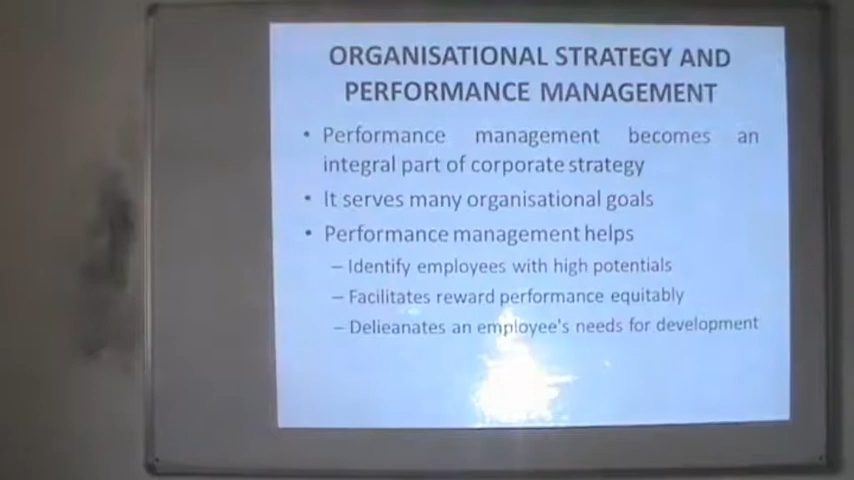 ORGANISATIONAL STRATEGY AND
PERFORMANCE MANAGEMENT
• Performance management becomes an
integral part of corporate strategy
• It serves many organisational goals
• Performance management helps
– Identify employees with high potentials
– Facilitates reward performance equitably
– Delieanates an employee's needs for development